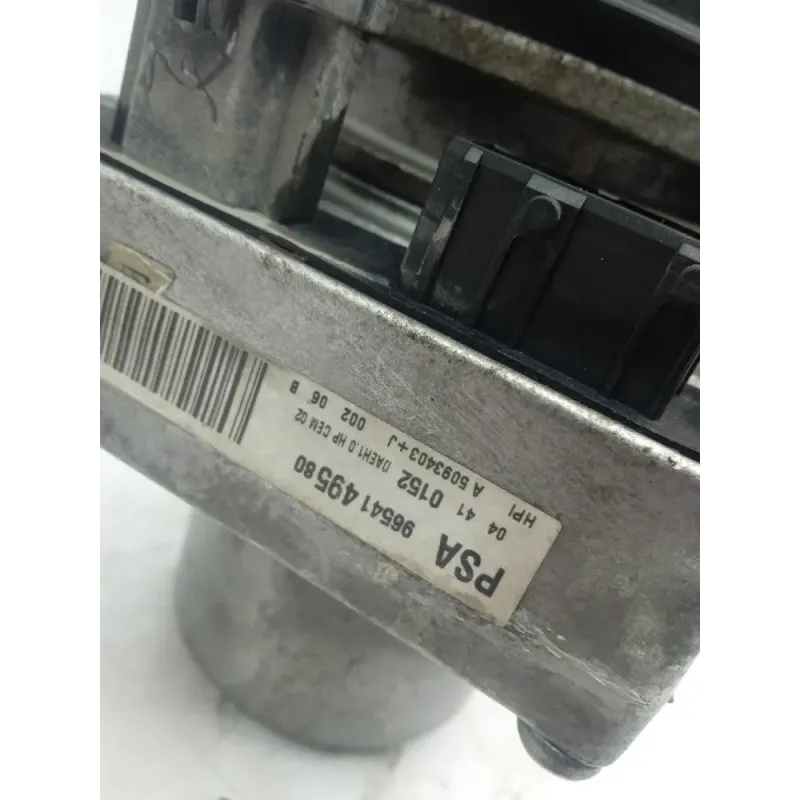 PSA 9654149580
04 41 0152 DAEH1.0 HP CEM 02
HPI A 5093403+J 002 06 B